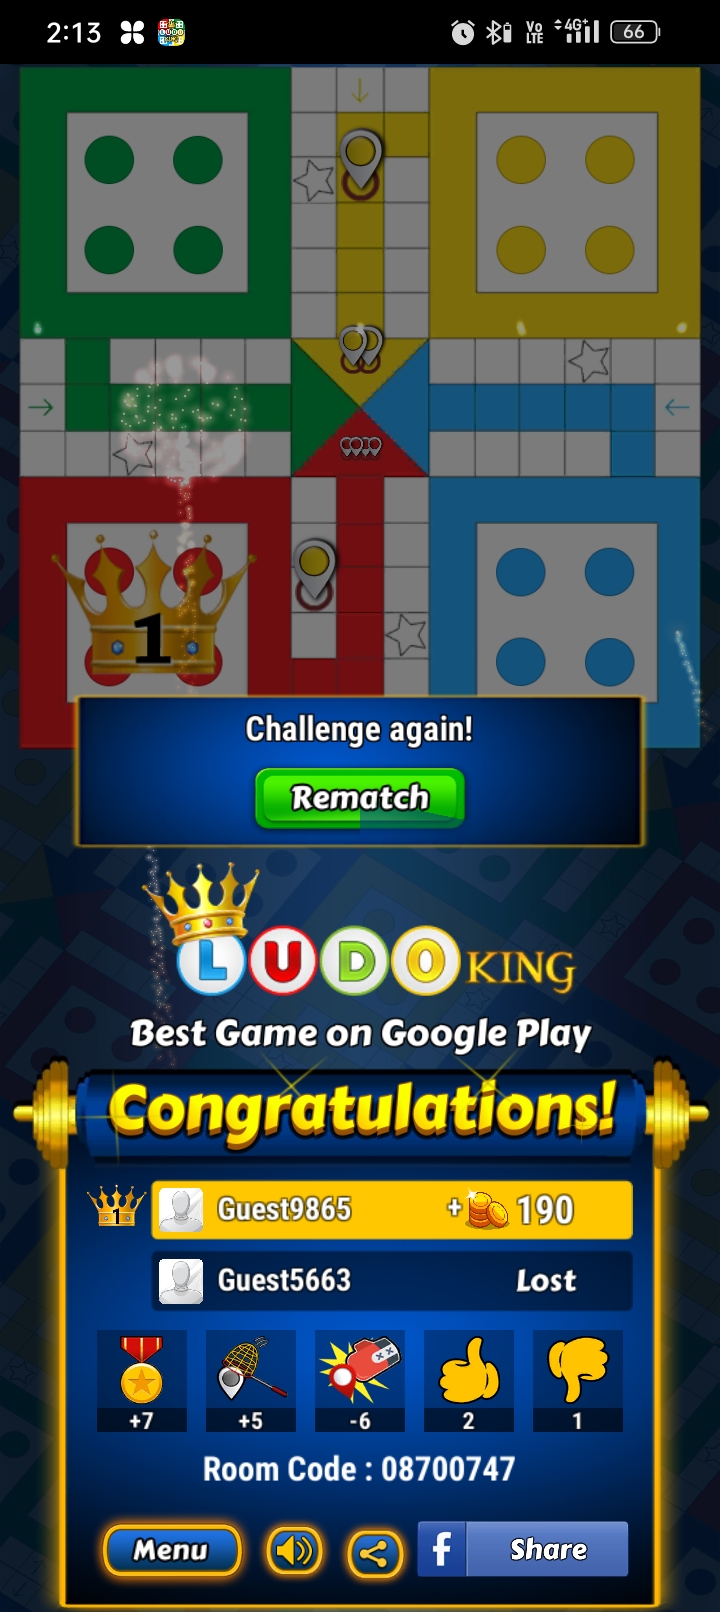 2:13
Vo
LTE
4G+
66
1
Challenge again!
Rematch
LUDO KING
Best Game on Google Play
Congratulations!
1 Guest9865 + 190
Guest5663 Lost
+7 +5 -6 2 1
Room Code : 08700747
Menu f Share